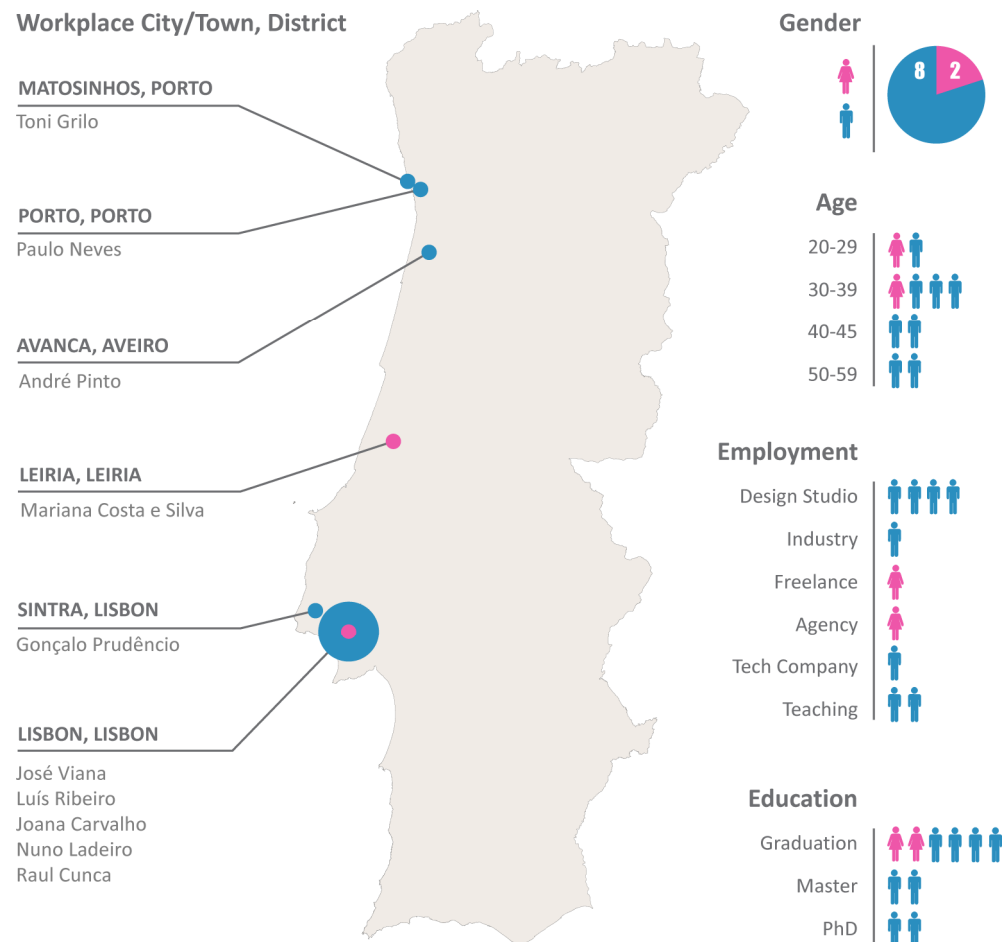 Workplace City/Town, District
MATOSINHOS, PORTO
Toni Grilo
PORTO, PORTO
Paulo Neves
AVANCA, AVEIRO
André Pinto
LEIRIA, LEIRIA
Mariana Costa e Silva
SINTRA, LISBON
Gonçalo Prudêncio
LISBON, LISBON
José Viana
Luís Ribeiro
Joana Carvalho
Nuno Ladeiro
Raul Cunca
Gender
8 2
Age
20-29
30-39
40-45
50-59
Employment
Design Studio
Industry
Freelance
Agency
Tech Company
Teaching
Education
Graduation
Master
PhD